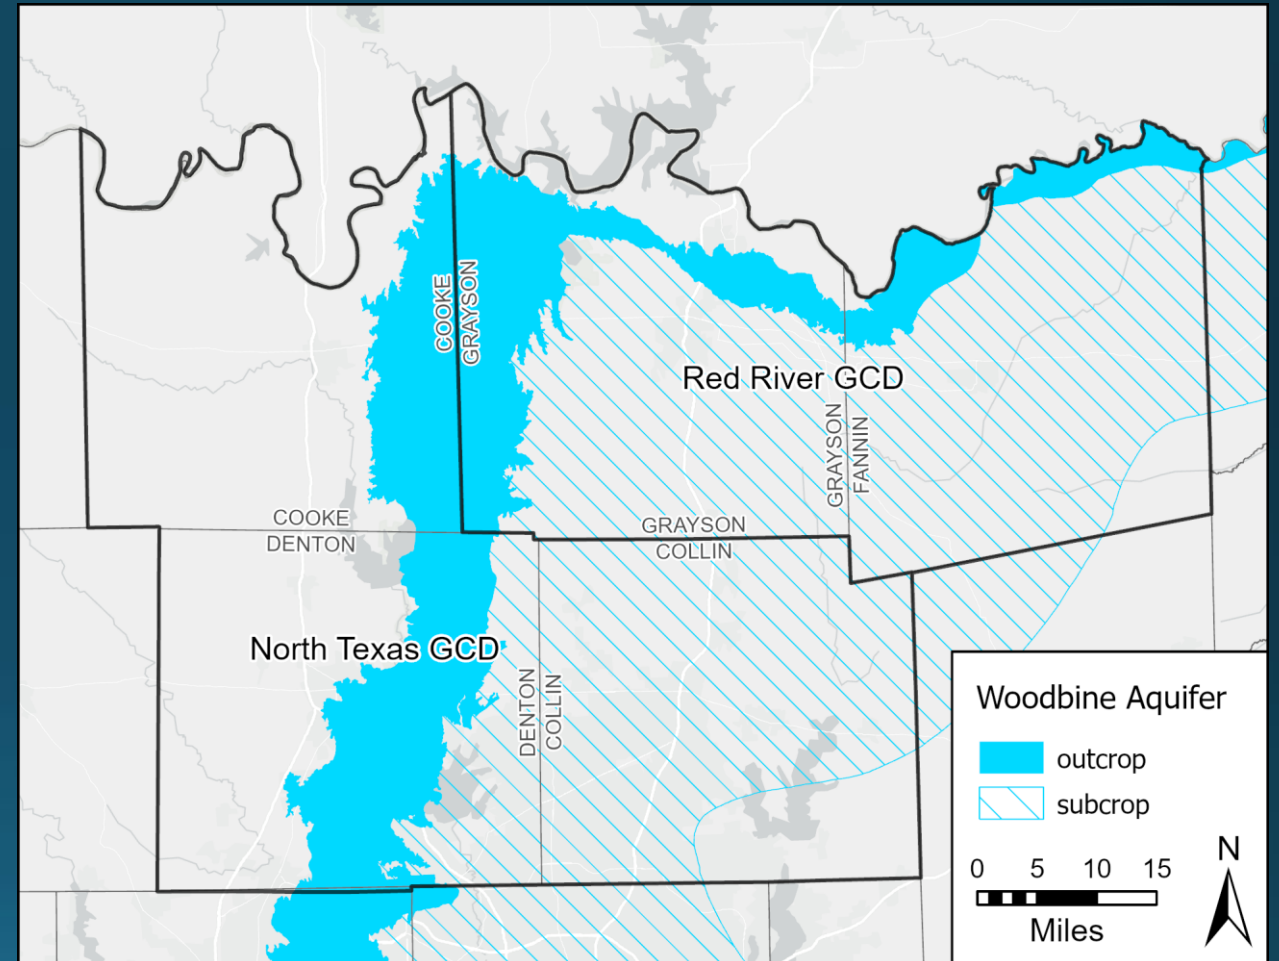 COOKE
GRAYSON
Red River GCD
GRAYSON
FANNIN
COOKE
DENTON
GRAYSON
COLLIN
North Texas GCD
DENTON
COLLIN
Woodbine Aquifer
outcrop
subcrop
N
0 5 10 15
Miles